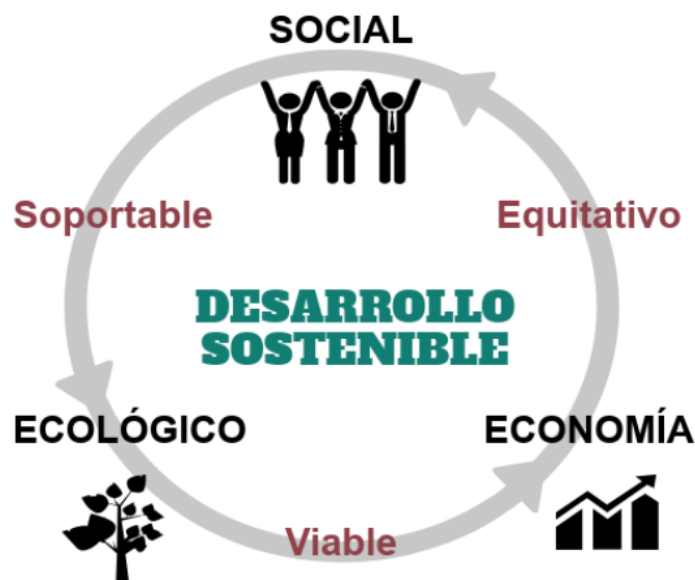 SOCIAL
Soportable
Equitativo
DESARROLLO
SOSTENIBLE
ECOLÓGICO
ECONOMÍA
Viable